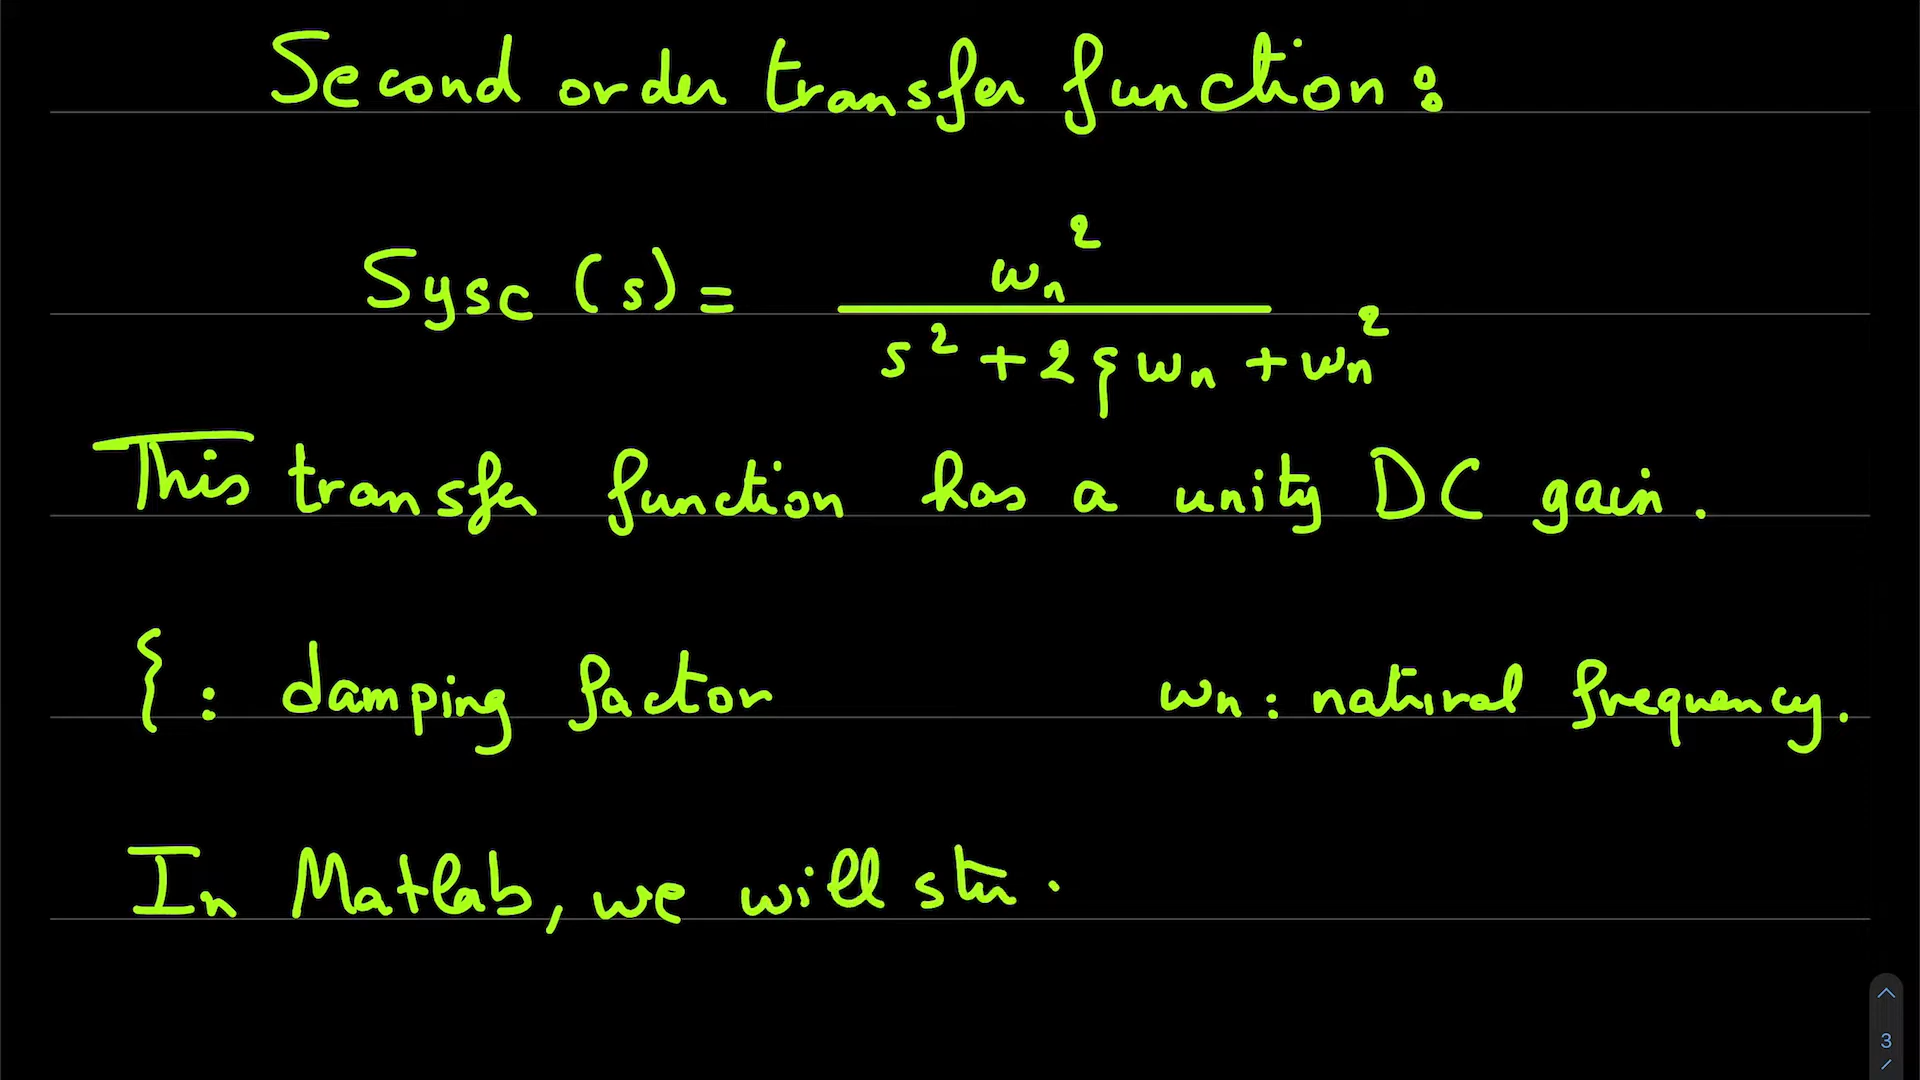 Second order transfer function:
Sysc (s) = ωn² / s² + 2ξωn + ωn²
This transfer function has a unity DC gain.
ξ: damping factor ωn: natural frequency.
In Matlab, we will
3